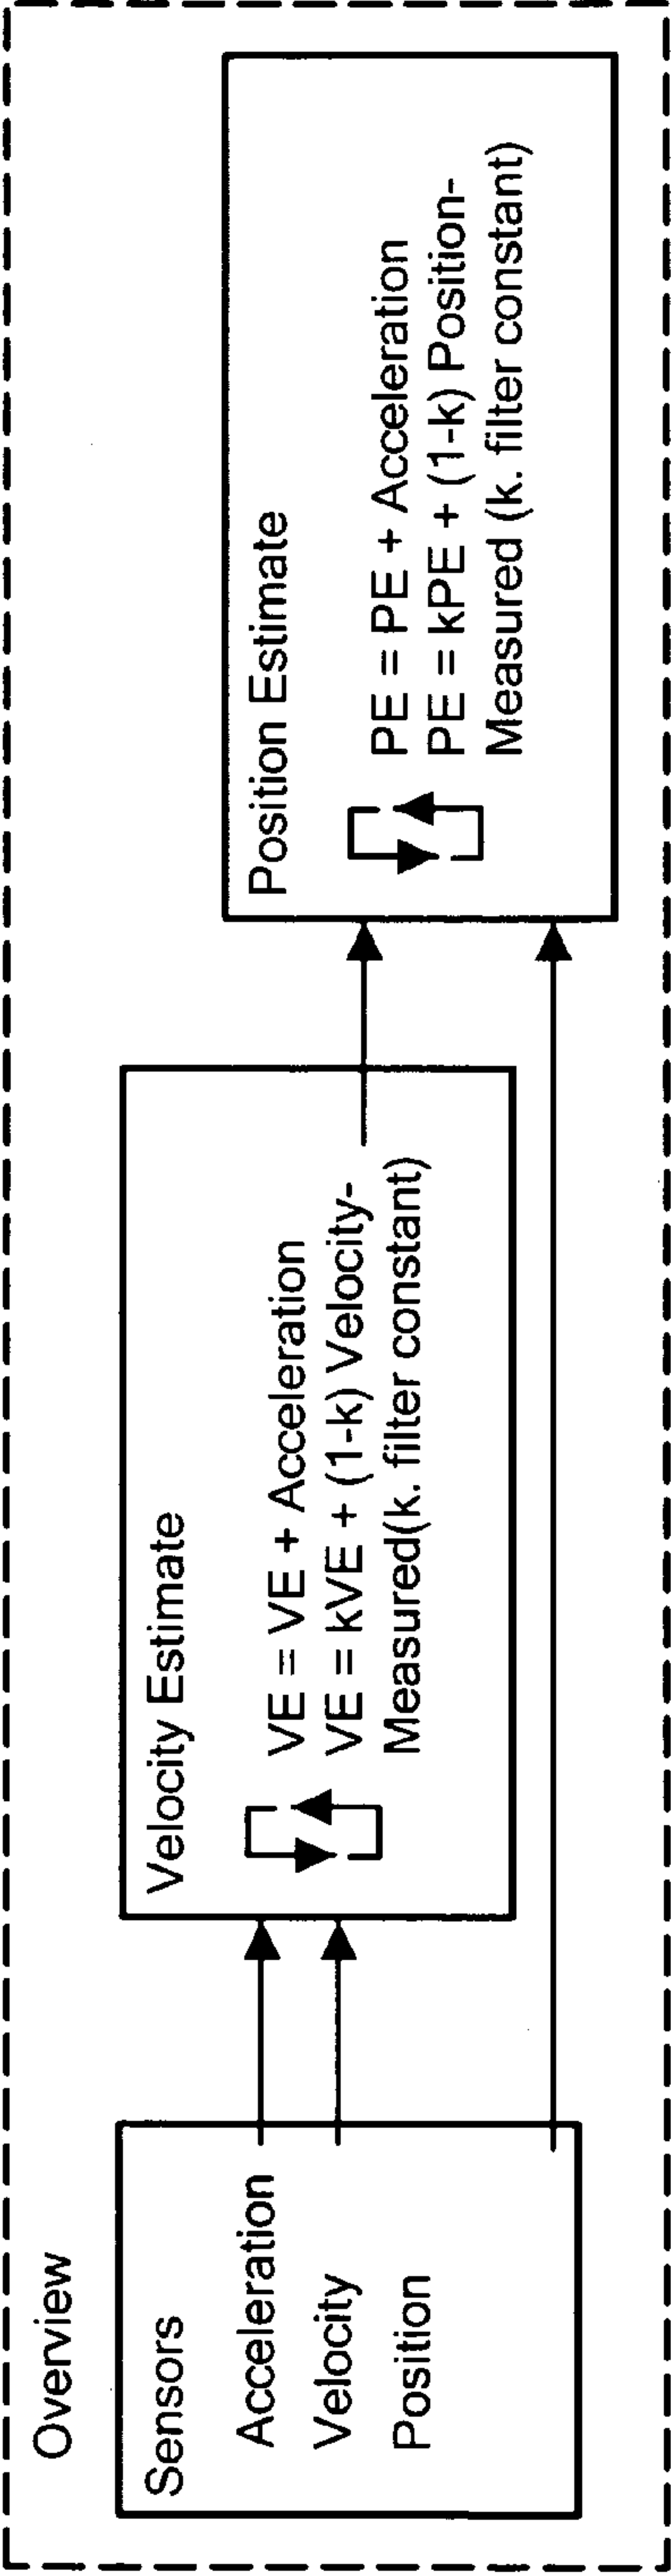 Overview
Sensors
Acceleration
Velocity
Position
Velocity Estimate
VE = VE + Acceleration
VE = kVE + (1-k) Velocity-
Measured(k. filter constant)
Position Estimate
PE = PE + Acceleration
PE = kPE + (1-k) Position-
Measured (k. filter constant)